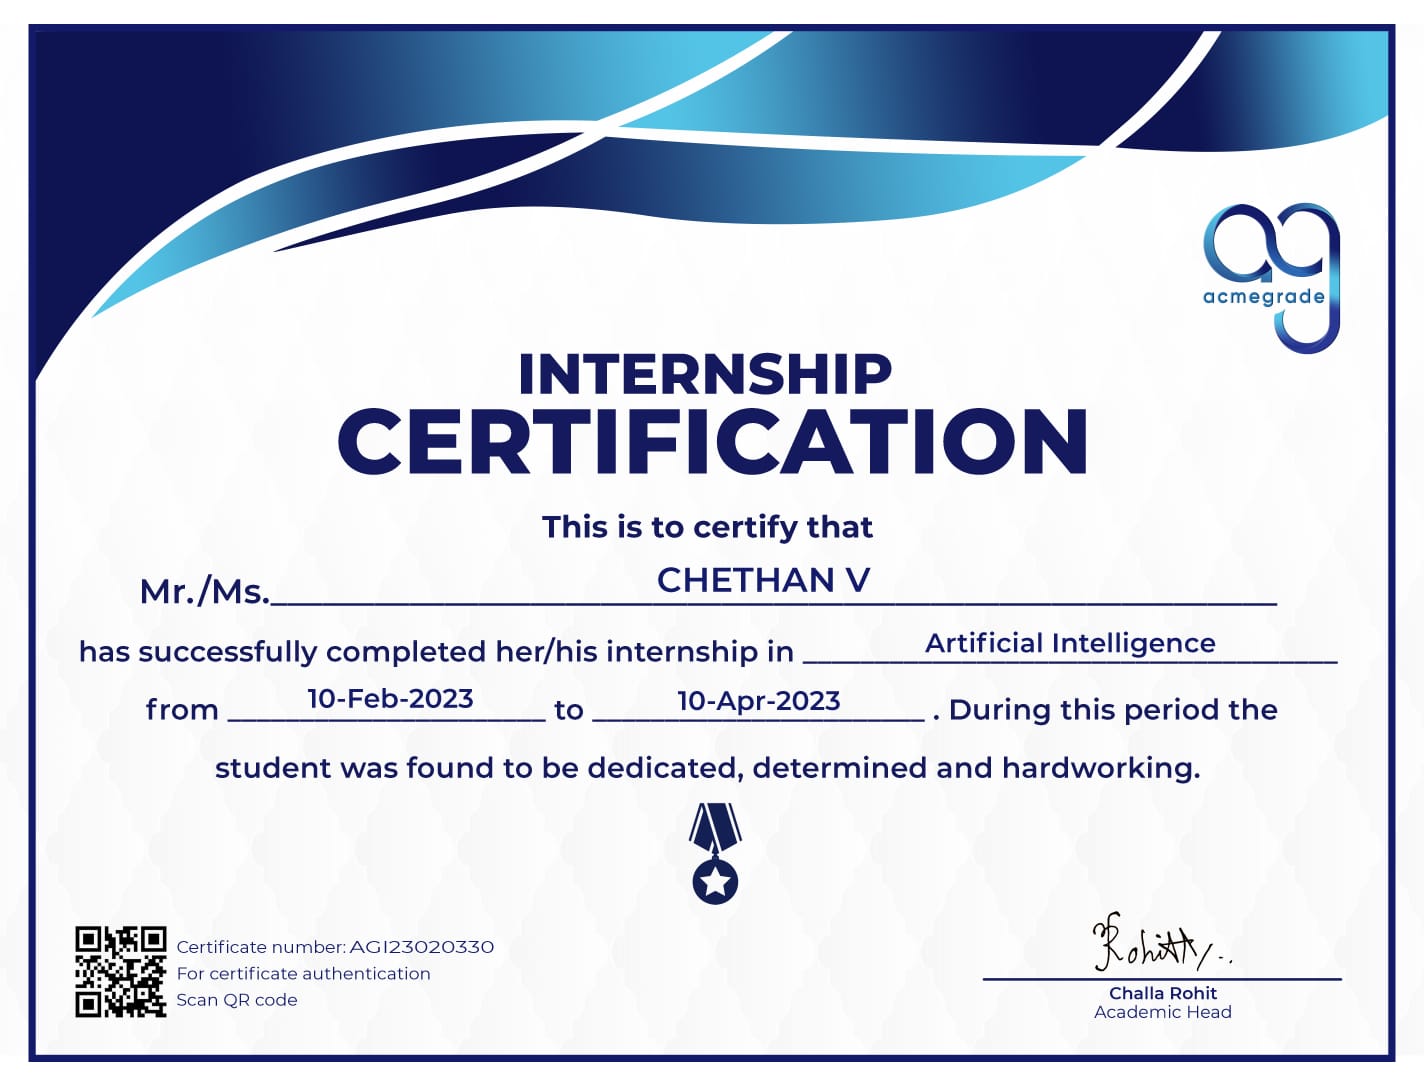 acmegrade
INTERNSHIP
CERTIFICATION
This is to certify that
Mr./Ms. CHETHAN V
has successfully completed her/his internship in Artificial Intelligence
from 10-Feb-2023 to 10-Apr-2023 . During this period the
student was found to be dedicated, determined and hardworking.
Certificate number: AGI23020330
For certificate authentication
Scan QR code
Rohitt
Challa Rohit
Academic Head